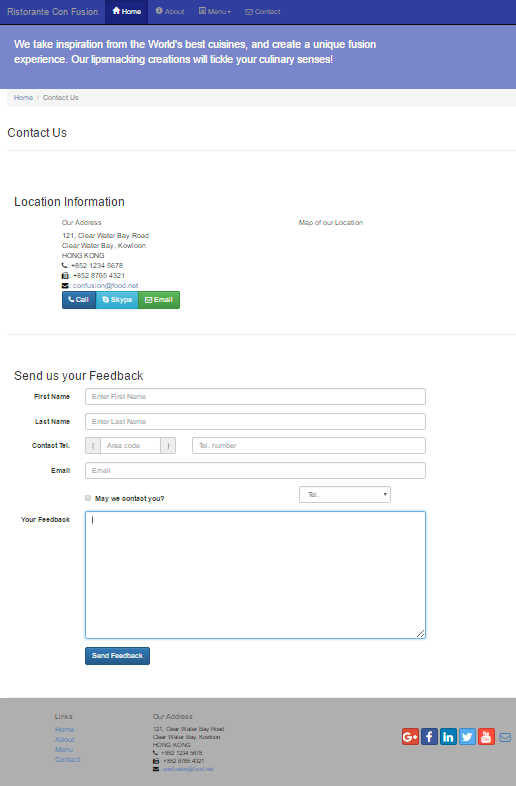 Ristorante Con Fusion Home About Menu Contact
We take inspiration from the World's best cuisines, and create a unique fusion
experience. Our lipsmacking creations will tickle your culinary senses!
Home / Contact Us
Contact Us
Location Information
Our Address
121, Clear Water Bay Road
Clear Water Bay, Kowloon
HONG KONG
: +852 1234 5678
: +852 8765 4321
: confusion@food.net
Call Skype Email
Map of our Location
Send us your Feedback
First Name Enter First Name
Last Name Enter Last Name
Contact Tel. ( Area code ) Tel. number
Email Email
May we contact you? Tel.
Your Feedback
Send Feedback
Links
Home
About
Menu
Contact
Our Address
121, Clear Water Bay Road
Clear Water Bay, Kowloon
HONG KONG
: +852 1234 5678
: +852 8765 4321
: confusion@food.net
G+ f in You Tube